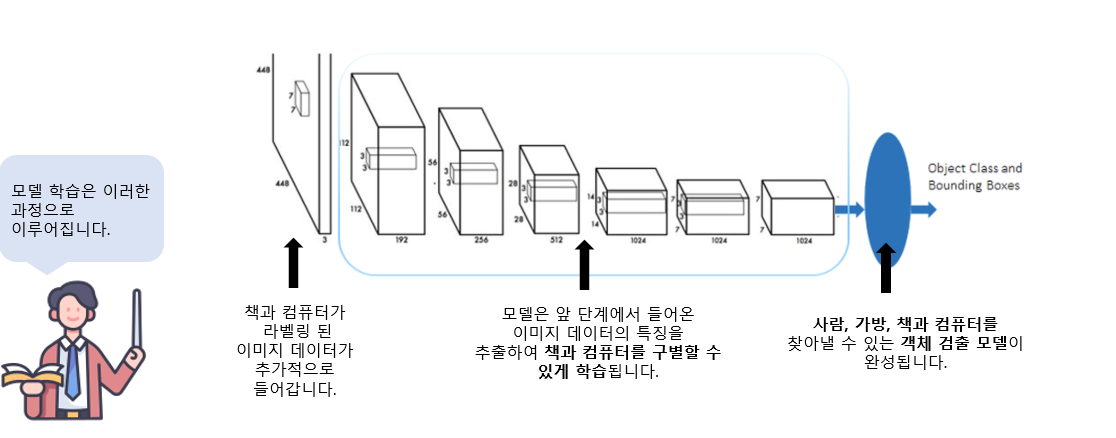 모델 학습은 이러한
과정으로
이루어집니다.
448
448
7
7
3
112
112
3
3
192
56
56
3
3
256
28
28
3
3
512
14
14
3
3
1024
7
7
3
3
1024
7
7
1024
Object Class and
Bounding Boxes
책과 컴퓨터가
라벨링 된
이미지 데이터가
추가적으로
들어갑니다.
모델은 앞 단계에서 들어온
이미지 데이터의 특징을
추출하여 책과 컴퓨터를 구별할 수
있게 학습됩니다.
사람, 가방, 책과 컴퓨터를
찾아낼 수 있는 객체 검출 모델이
완성됩니다.